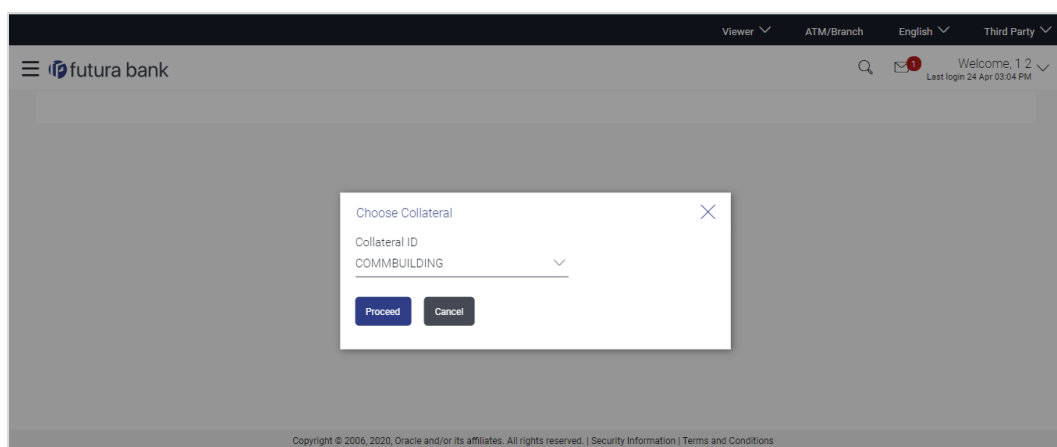 Viewer ATM/Branch English Third Party
futura bank 1 Welcome, 1 2
Last login 24 Apr 03:04 PM
Choose Collateral
Collateral ID
COMMBUILDING
Proceed Cancel
Copyright © 2006, 2020, Oracle and/or its affiliates. All rights reserved. | Security Information | Terms and Conditions